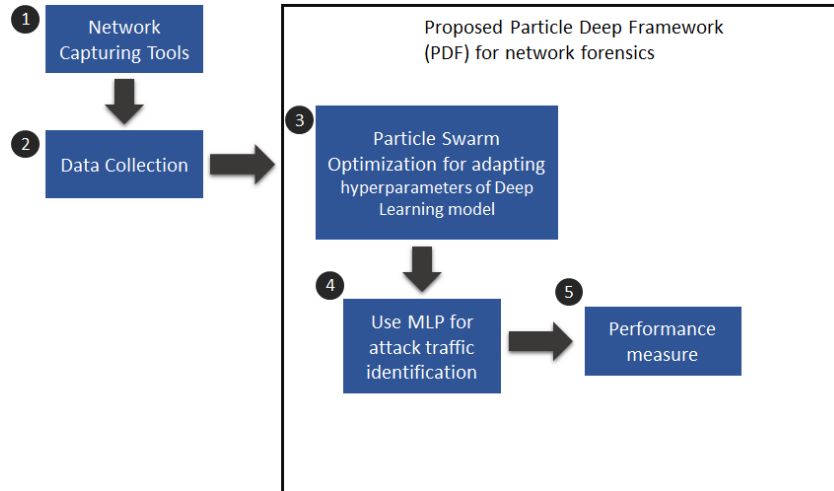 1
Network
Capturing Tools
2
Data Collection
Proposed Particle Deep Framework
(PDF) for network forensics
3
Particle Swarm
Optimization for adapting
hyperparameters of Deep
Learning model
4
Use MLP for
attack traffic
identification
5
Performance
measure